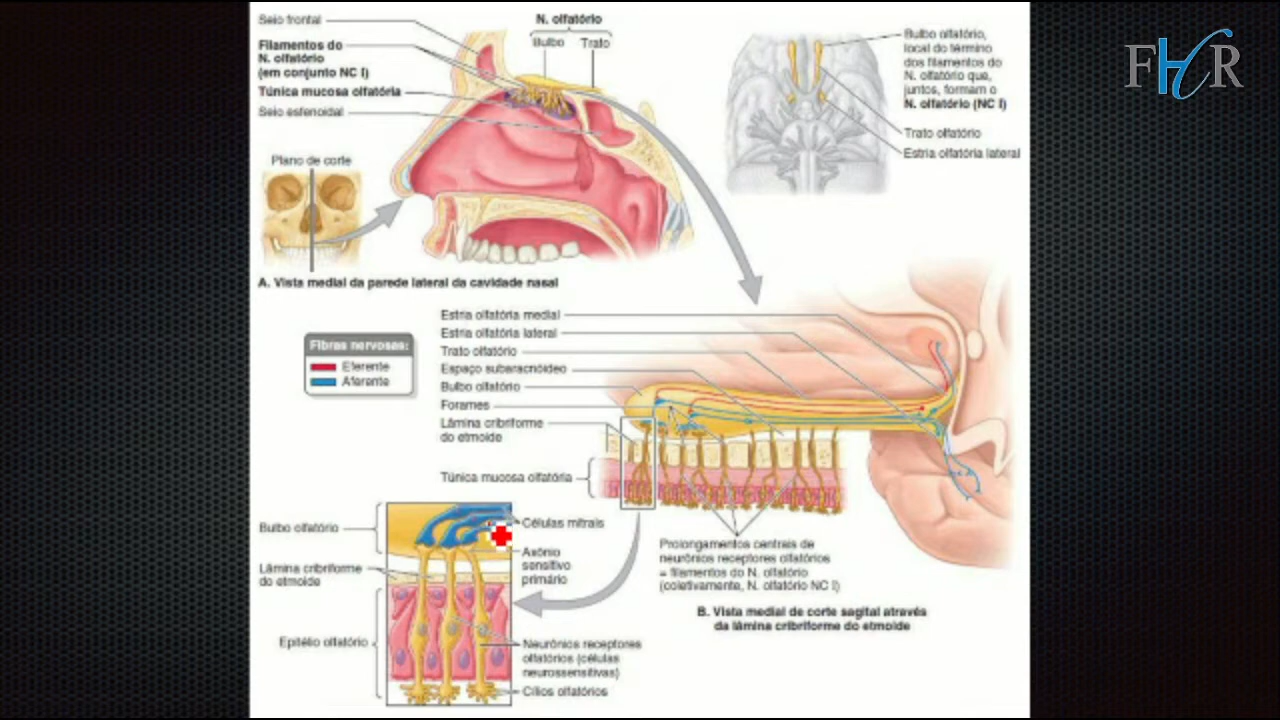 Seio frontal
Filamentos do
N. olfatório
(em conjunto NC I)
Túnica mucosa olfatória
Seio esfenoidal
N. olfatório
Bulbo Trato
Plano de corte
Bulbo olfatório,
local do término
dos filamentos do
N. olfatório que,
juntos, formam o
N. olfatório (NC I)
Trato olfatório
Estria olfatória lateral
FHR
A. Vista medial da parede lateral da cavidade nasal
Fibras nervosas:
Eferente
Aferente
Estria olfatória medial
Estria olfatória lateral
Trato olfatório
Espaço subaracnóideo
Bulbo olfatório
Forames
Lâmina cribriforme
do etmoide
Túnica mucosa olfatória
Prolongamentos centrais de
neurônios receptores olfatórios
= filamentos do N. olfatório
(coletivamente, N. olfatório NC I)
B. Vista medial de corte sagital através
da lâmina cribriforme do etmoide
Bulbo olfatório
Lâmina cribriforme
do etmoide
Epitélio olfatório
Células mitrais
Axônio
sensitivo
primário
Neurônios receptores
olfatórios (células
neurossensitivas)
Cílios olfatórios